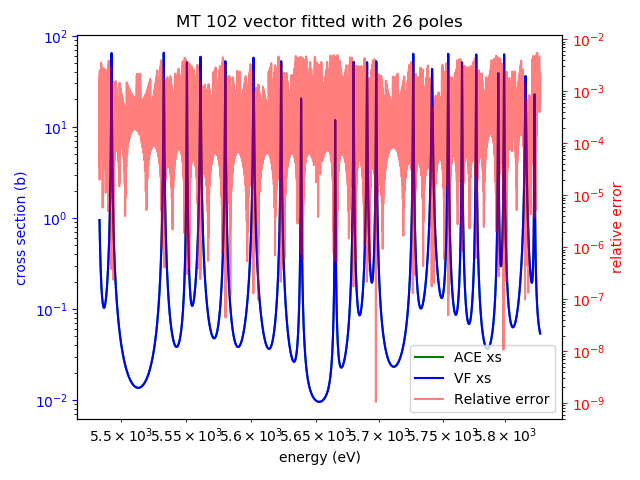 MT 102 vector fitted with 26 poles
10²
10¹
10⁰
10⁻¹
10⁻²
cross section (b)
10⁻²
10⁻³
10⁻⁴
10⁻⁵
10⁻⁶
10⁻⁷
10⁻⁸
10⁻⁹
relative error
ACE xs
VF xs
Relative error
5.5 × 10³ 5.55 × 10³ 5.6 × 10³ 5.65 × 10³ 5.7 × 10³ 5.75 × 10³ 5.8 × 10³
energy (eV)